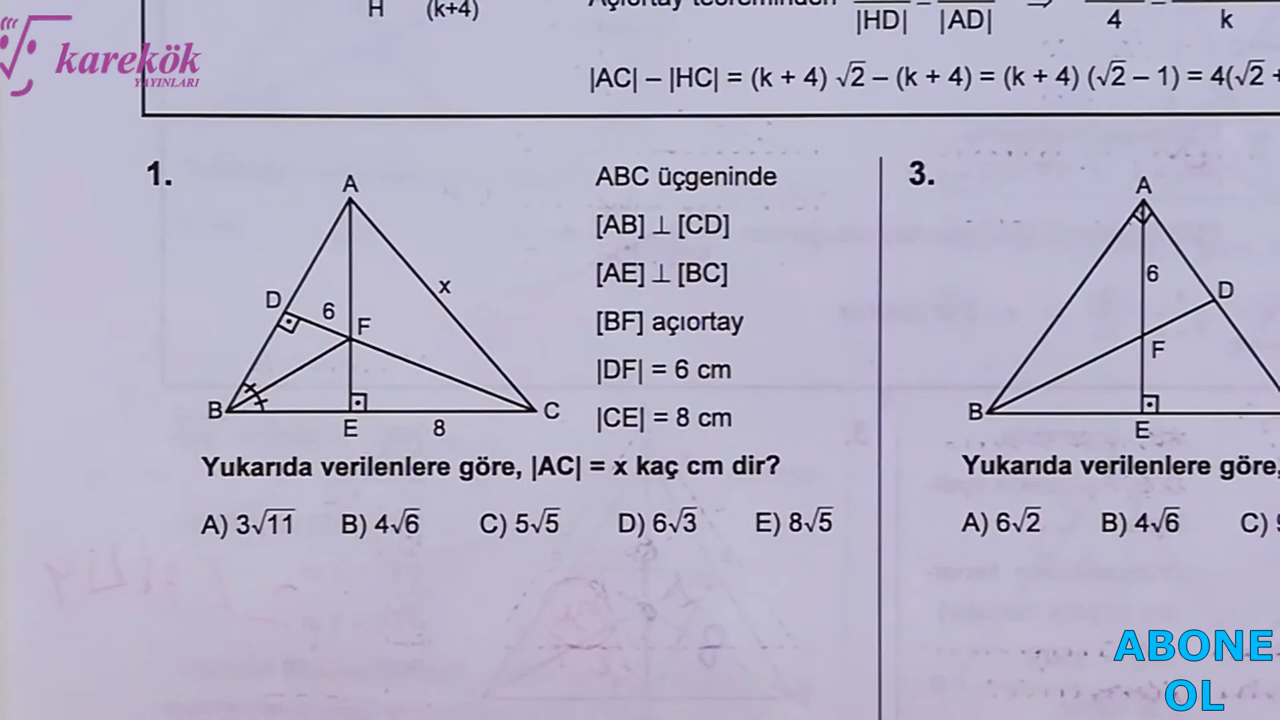 H (k+4)
|HD| = |AD| ⇒ 4 = k
karekök
YAYINLARI
|AC| – |HC| = (k + 4) √2 – (k + 4) = (k + 4) (√2 – 1) = 4(√2 +
1.
A
D
6
F
x
B
E
8
C
ABC üçgeninde
[AB] ⊥ [CD]
[AE] ⊥ [BC]
[BF] açıortay
|DF| = 6 cm
|CE| = 8 cm
Yukarıda verilenlere göre, |AC| = x kaç cm dir?
A) 3√11 B) 4√6 C) 5√5 D) 6√3 E) 8√5
3.
A
6
D
F
B
E
Yukarıda verilenlere göre,
A) 6√2 B) 4√6 C)
ABONE
OL